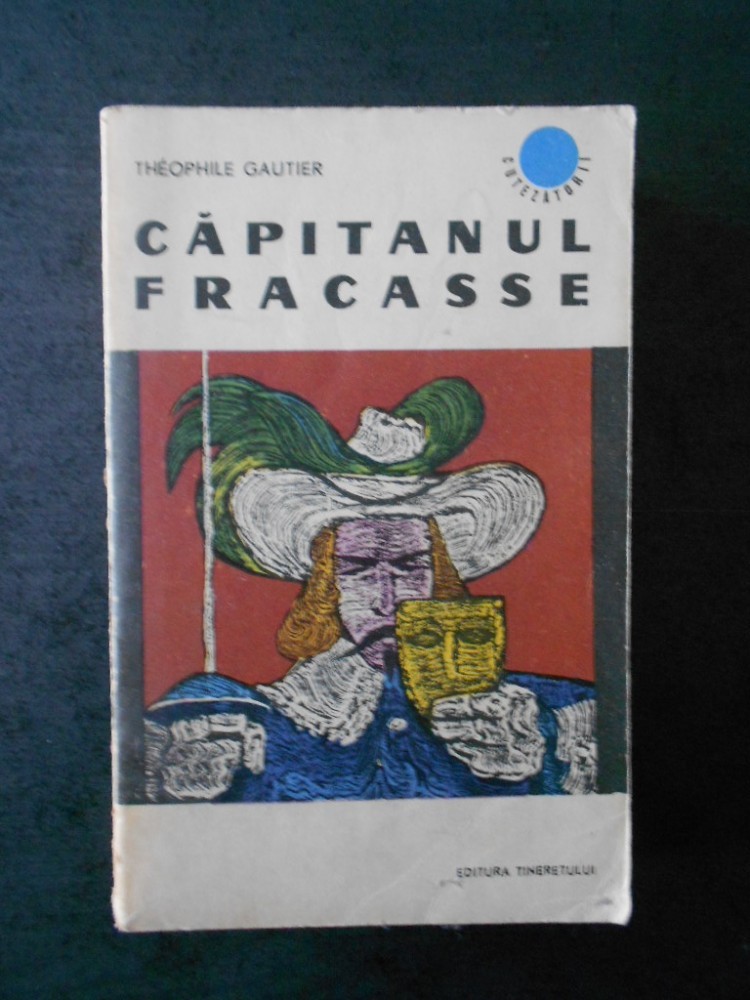 THÉOPHILE GAUTIER
CUTEZĂTORII
CĂPITANUL
FRACASSE
EDITURA TINERETULUI